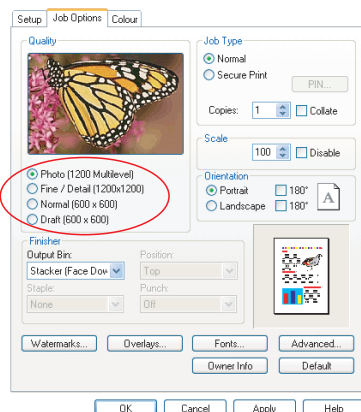 Setup Job Options Colour
Quality
Photo (1200 Multilevel)
Fine / Detail (1200x1200)
Normal (600 x 600)
Draft (600 x 600)
Job Type
Normal
Secure Print
PIN...
Copies: 1 Collate
Scale
100 Disable
Orientation
Portrait 180°
Landscape 180°
A
Finisher
Output Bin: Position:
Stacker (Face Dow Top
Staple: Punch:
None Off
Watermarks... Overlays... Fonts... Advanced...
Owner Info Default
OK Cancel Apply Help